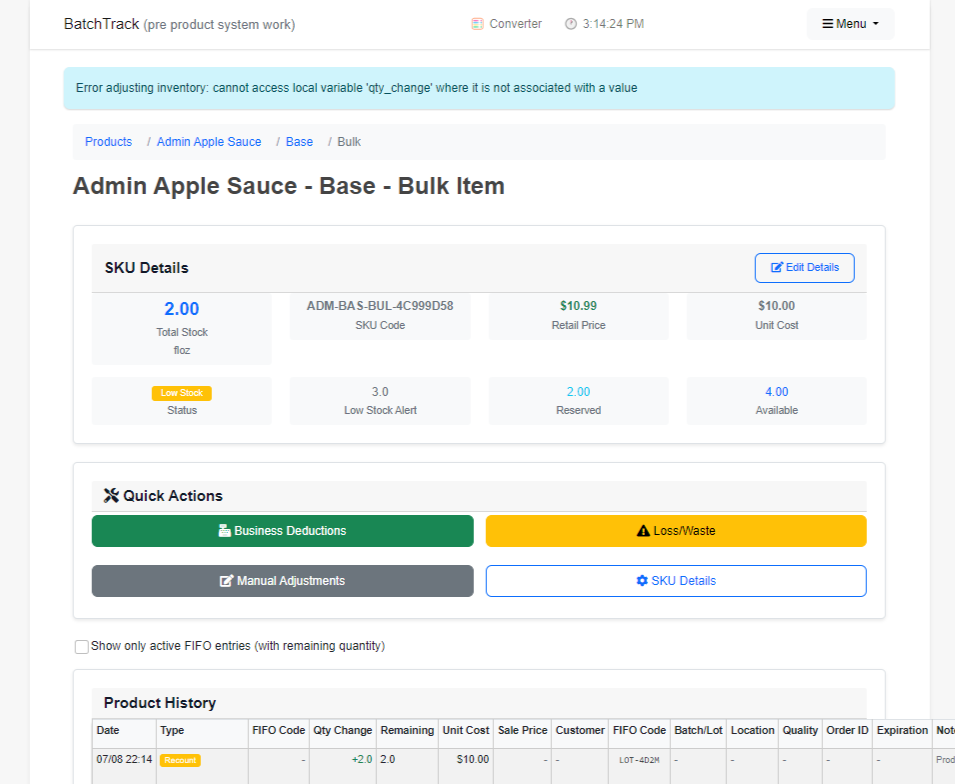 BatchTrack (pre product system work) Converter 3:14:24 PM Menu
Error adjusting inventory: cannot access local variable 'qty_change' where it is not associated with a value
Products / Admin Apple Sauce / Base / Bulk
Admin Apple Sauce - Base - Bulk Item
SKU Details Edit Details
2.00
Total Stock
floz
ADM-BAS-BUL-4C999D58
SKU Code
$10.99
Retail Price
$10.00
Unit Cost
Low Stock
Status
3.0
Low Stock Alert
2.00
Reserved
4.00
Available
Quick Actions
Business Deductions Loss/Waste
Manual Adjustments SKU Details
Show only active FIFO entries (with remaining quantity)
Product History
Date Type FIFO Code Qty Change Remaining Unit Cost Sale Price Customer FIFO Code Batch/Lot Location Quality Order ID Expiration Note
07/08 22:14 Recount - +2.0 2.0 $10.00 - - LOT-4D2M - - - - - Prod